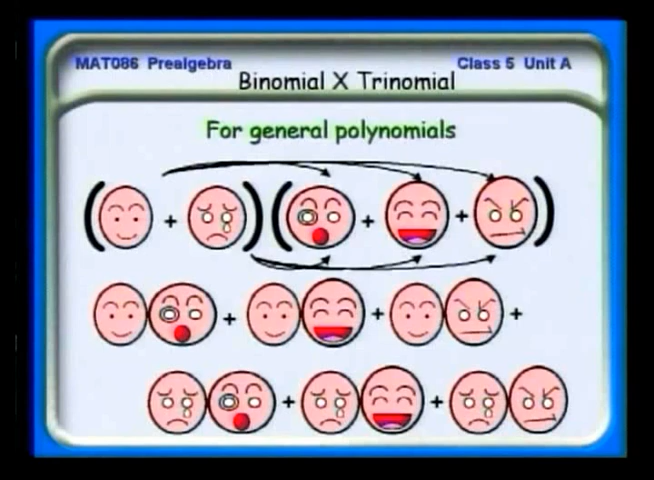 MAT086 Prealgebra
Class 5 Unit A
Binomial X Trinomial
For general polynomials
( + ) ( + + )
+ + +
+ +